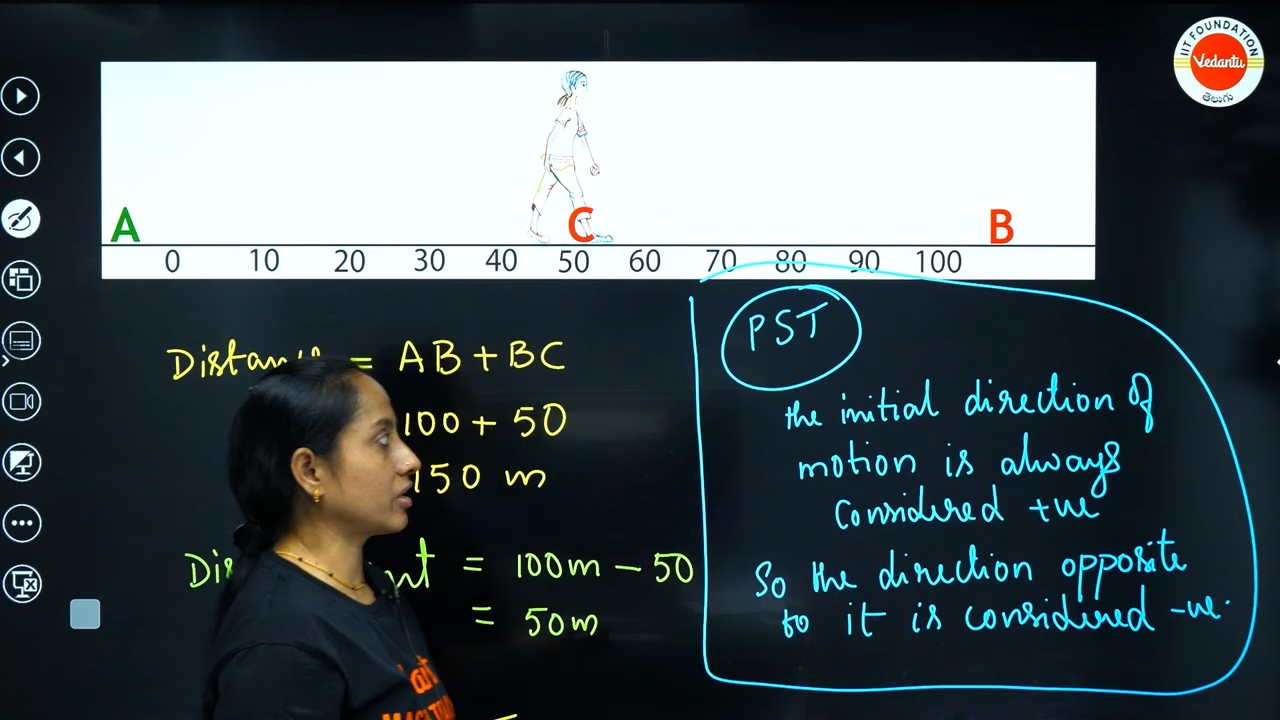 IIT FOUNDATION
Vedantu
తెలుగు
A
C
B
0 10 20 30 40 50 60 70 80 90 100
= AB + BC
100 + 50
150 m
= 100m - 50
= 50m
PST
the initial direction of
motion is always
considered +ve
So the direction opposite
to it is considered -ve.